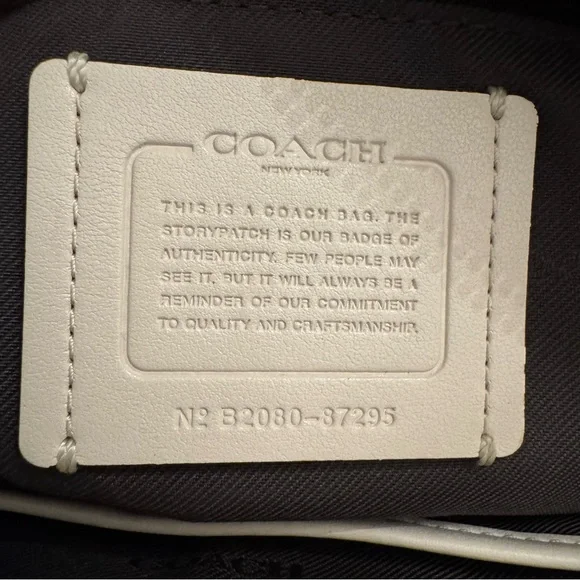 COACH
NEW YORK
THIS IS A COACH BAG. THE
STORYPATCH IS OUR BADGE OF
AUTHENTICITY. FEW PEOPLE MAY
SEE IT, BUT IT WILL ALWAYS BE A
REMINDER OF OUR COMMITMENT
TO QUALITY AND CRAFTSMANSHIP.
Nº B2080-87295